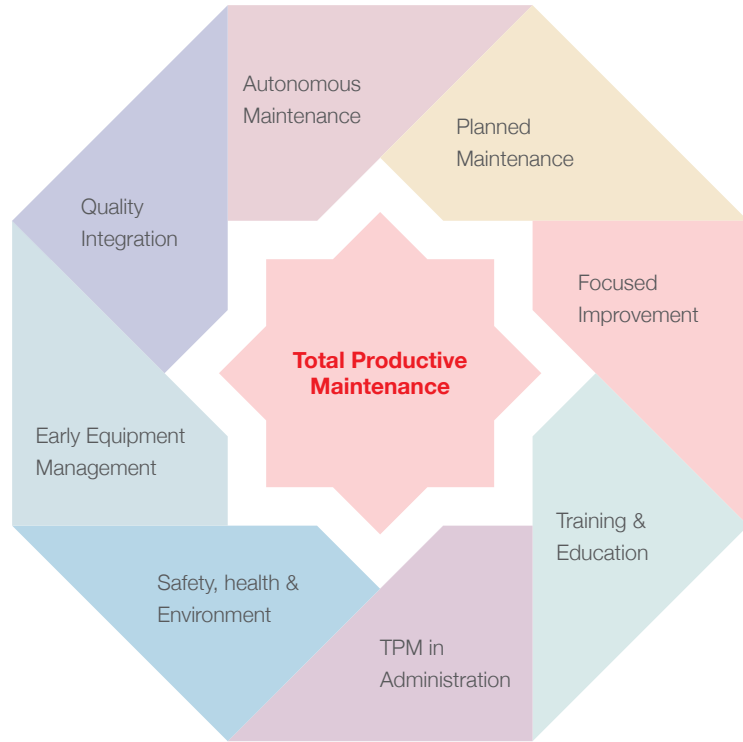 Autonomous
Maintenance
Planned
Maintenance
Quality
Integration
Focused
Improvement
Total Productive
Maintenance
Early Equipment
Management
Training &
Education
Safety, health &
Environment
TPM in
Administration